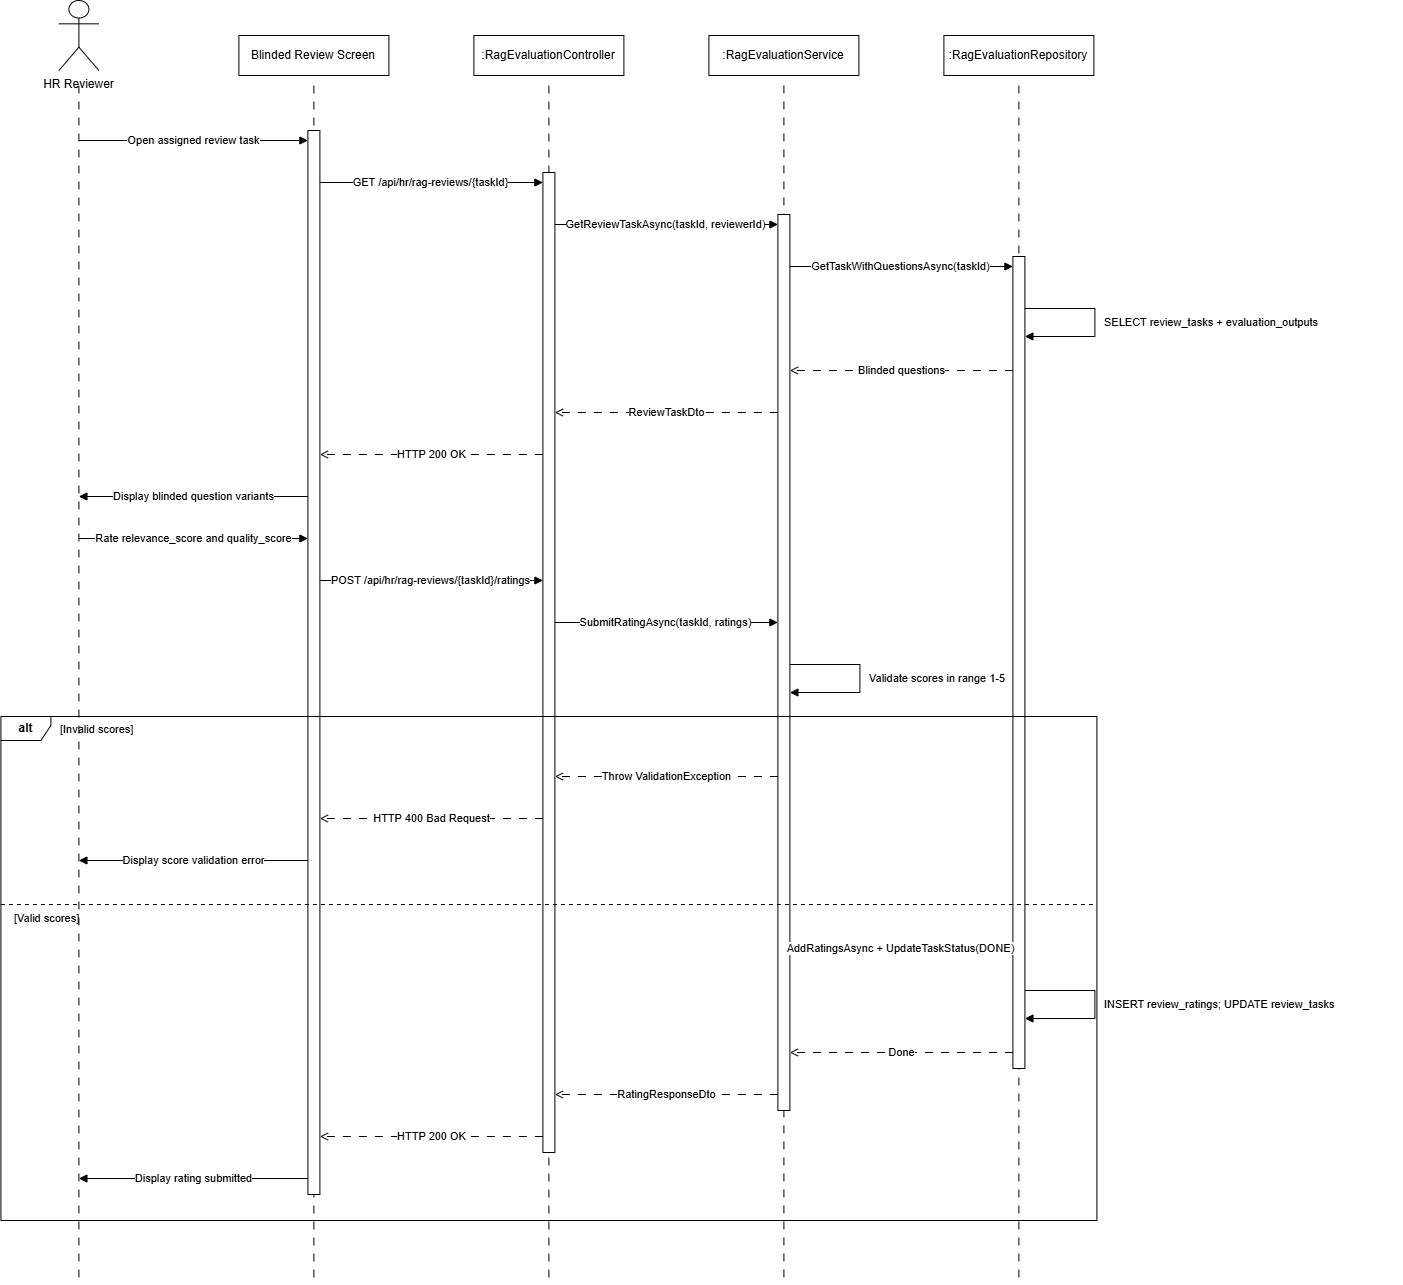 Blinded Review Screen
:RagEvaluationController
:RagEvaluationService
:RagEvaluationRepository
HR Reviewer
Open assigned review task
GET /api/hr/rag-reviews/{taskId}
GetReviewTaskAsync(taskId, reviewerId)
GetTaskWithQuestionsAsync(taskId)
SELECT review_tasks + evaluation_outputs
Blinded questions
ReviewTaskDto
HTTP 200 OK
Display blinded question variants
Rate relevance_score and quality_score
POST /api/hr/rag-reviews/{taskId}/ratings
SubmitRatingAsync(taskId, ratings)
Validate scores in range 1-5
alt
[Invalid scores]
Throw ValidationException
HTTP 400 Bad Request
Display score validation error
[Valid scores]
AddRatingsAsync + UpdateTaskStatus(DONE)
INSERT review_ratings; UPDATE review_tasks
Done
RatingResponseDto
HTTP 200 OK
Display rating submitted